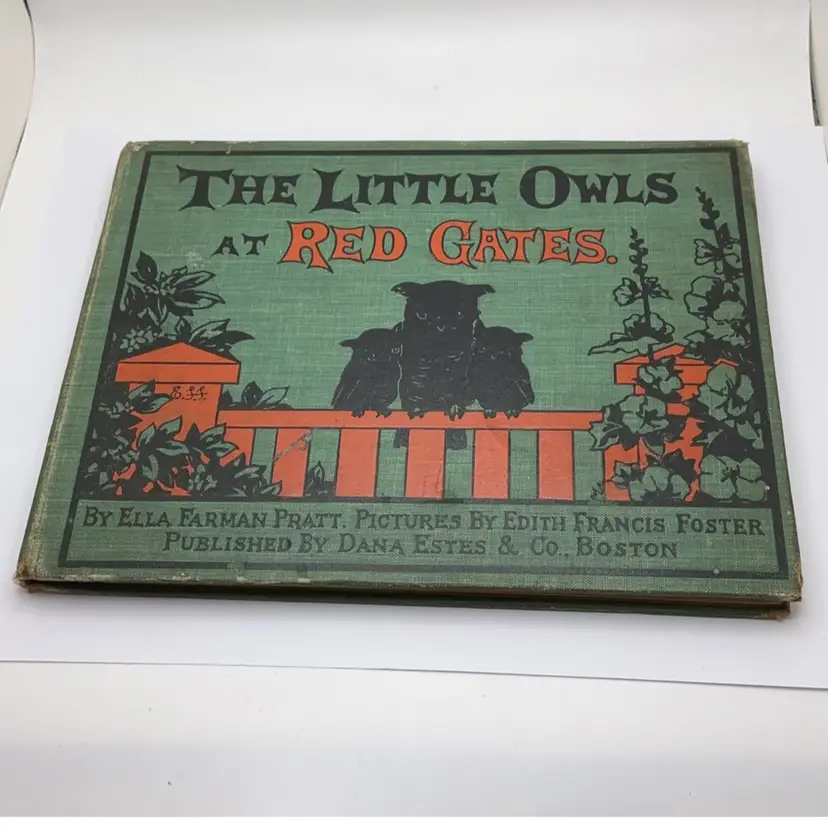 THE LITTLE OWLS
AT RED GATES.
BY ELLA FARMAN PRATT. PICTURES BY EDITH FRANCIS FOSTER
PUBLISHED BY DANA ESTES & CO., BOSTON